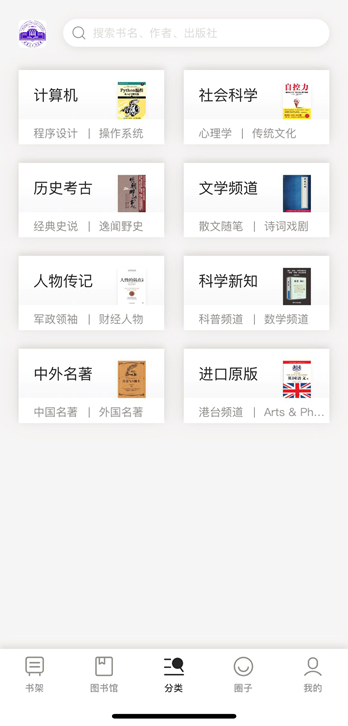 搜索书名、作者、出版社
计算机
程序设计 | 操作系统
社会科学
自控力
心理学 | 传统文化
历史考古
经典史说 | 逸闻野史
文学频道
散文随笔 | 诗词戏剧
人物传记
军政领袖 | 财经人物
科学新知
科普频道 | 数学频道
中外名著
中国名著 | 外国名著
进口原版
港台频道 | Arts & Ph...
书架
图书馆
分类
圈子
我的